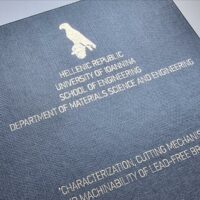 HELLENIC REPUBLIC
UNIVERSITY OF IOANNINA
SCHOOL OF ENGINEERING
DEPARTMENT OF MATERIALS SCIENCE AND ENGINEERING
"CHARACTERIZATION, CUTTING MECHANIS
MACHINABILITY OF LEAD-FREE BR